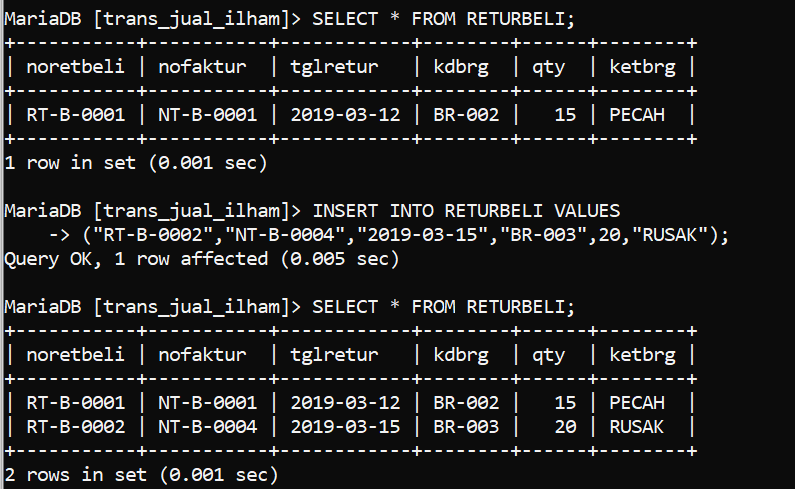 MariaDB [trans_jual_ilham]> SELECT * FROM RETURBELI;
+-----------+-----------+------------+--------+------+--------+
| noretbeli | nofaktur  | tglretur   | kdbrg  | qty  | ketbrg |
+-----------+-----------+------------+--------+------+--------+
| RT-B-0001 | NT-B-0001 | 2019-03-12 | BR-002 |   15 | PECAH  |
+-----------+-----------+------------+--------+------+--------+
1 row in set (0.001 sec)

MariaDB [trans_jual_ilham]> INSERT INTO RETURBELI VALUES
    -> ("RT-B-0002","NT-B-0004","2019-03-15","BR-003",20,"RUSAK");
Query OK, 1 row affected (0.005 sec)

MariaDB [trans_jual_ilham]> SELECT * FROM RETURBELI;
+-----------+-----------+------------+--------+------+--------+
| noretbeli | nofaktur  | tglretur   | kdbrg  | qty  | ketbrg |
+-----------+-----------+------------+--------+------+--------+
| RT-B-0001 | NT-B-0001 | 2019-03-12 | BR-002 |   15 | PECAH  |
| RT-B-0002 | NT-B-0004 | 2019-03-15 | BR-003 |   20 | RUSAK  |
+-----------+-----------+------------+--------+------+--------+
2 rows in set (0.001 sec)